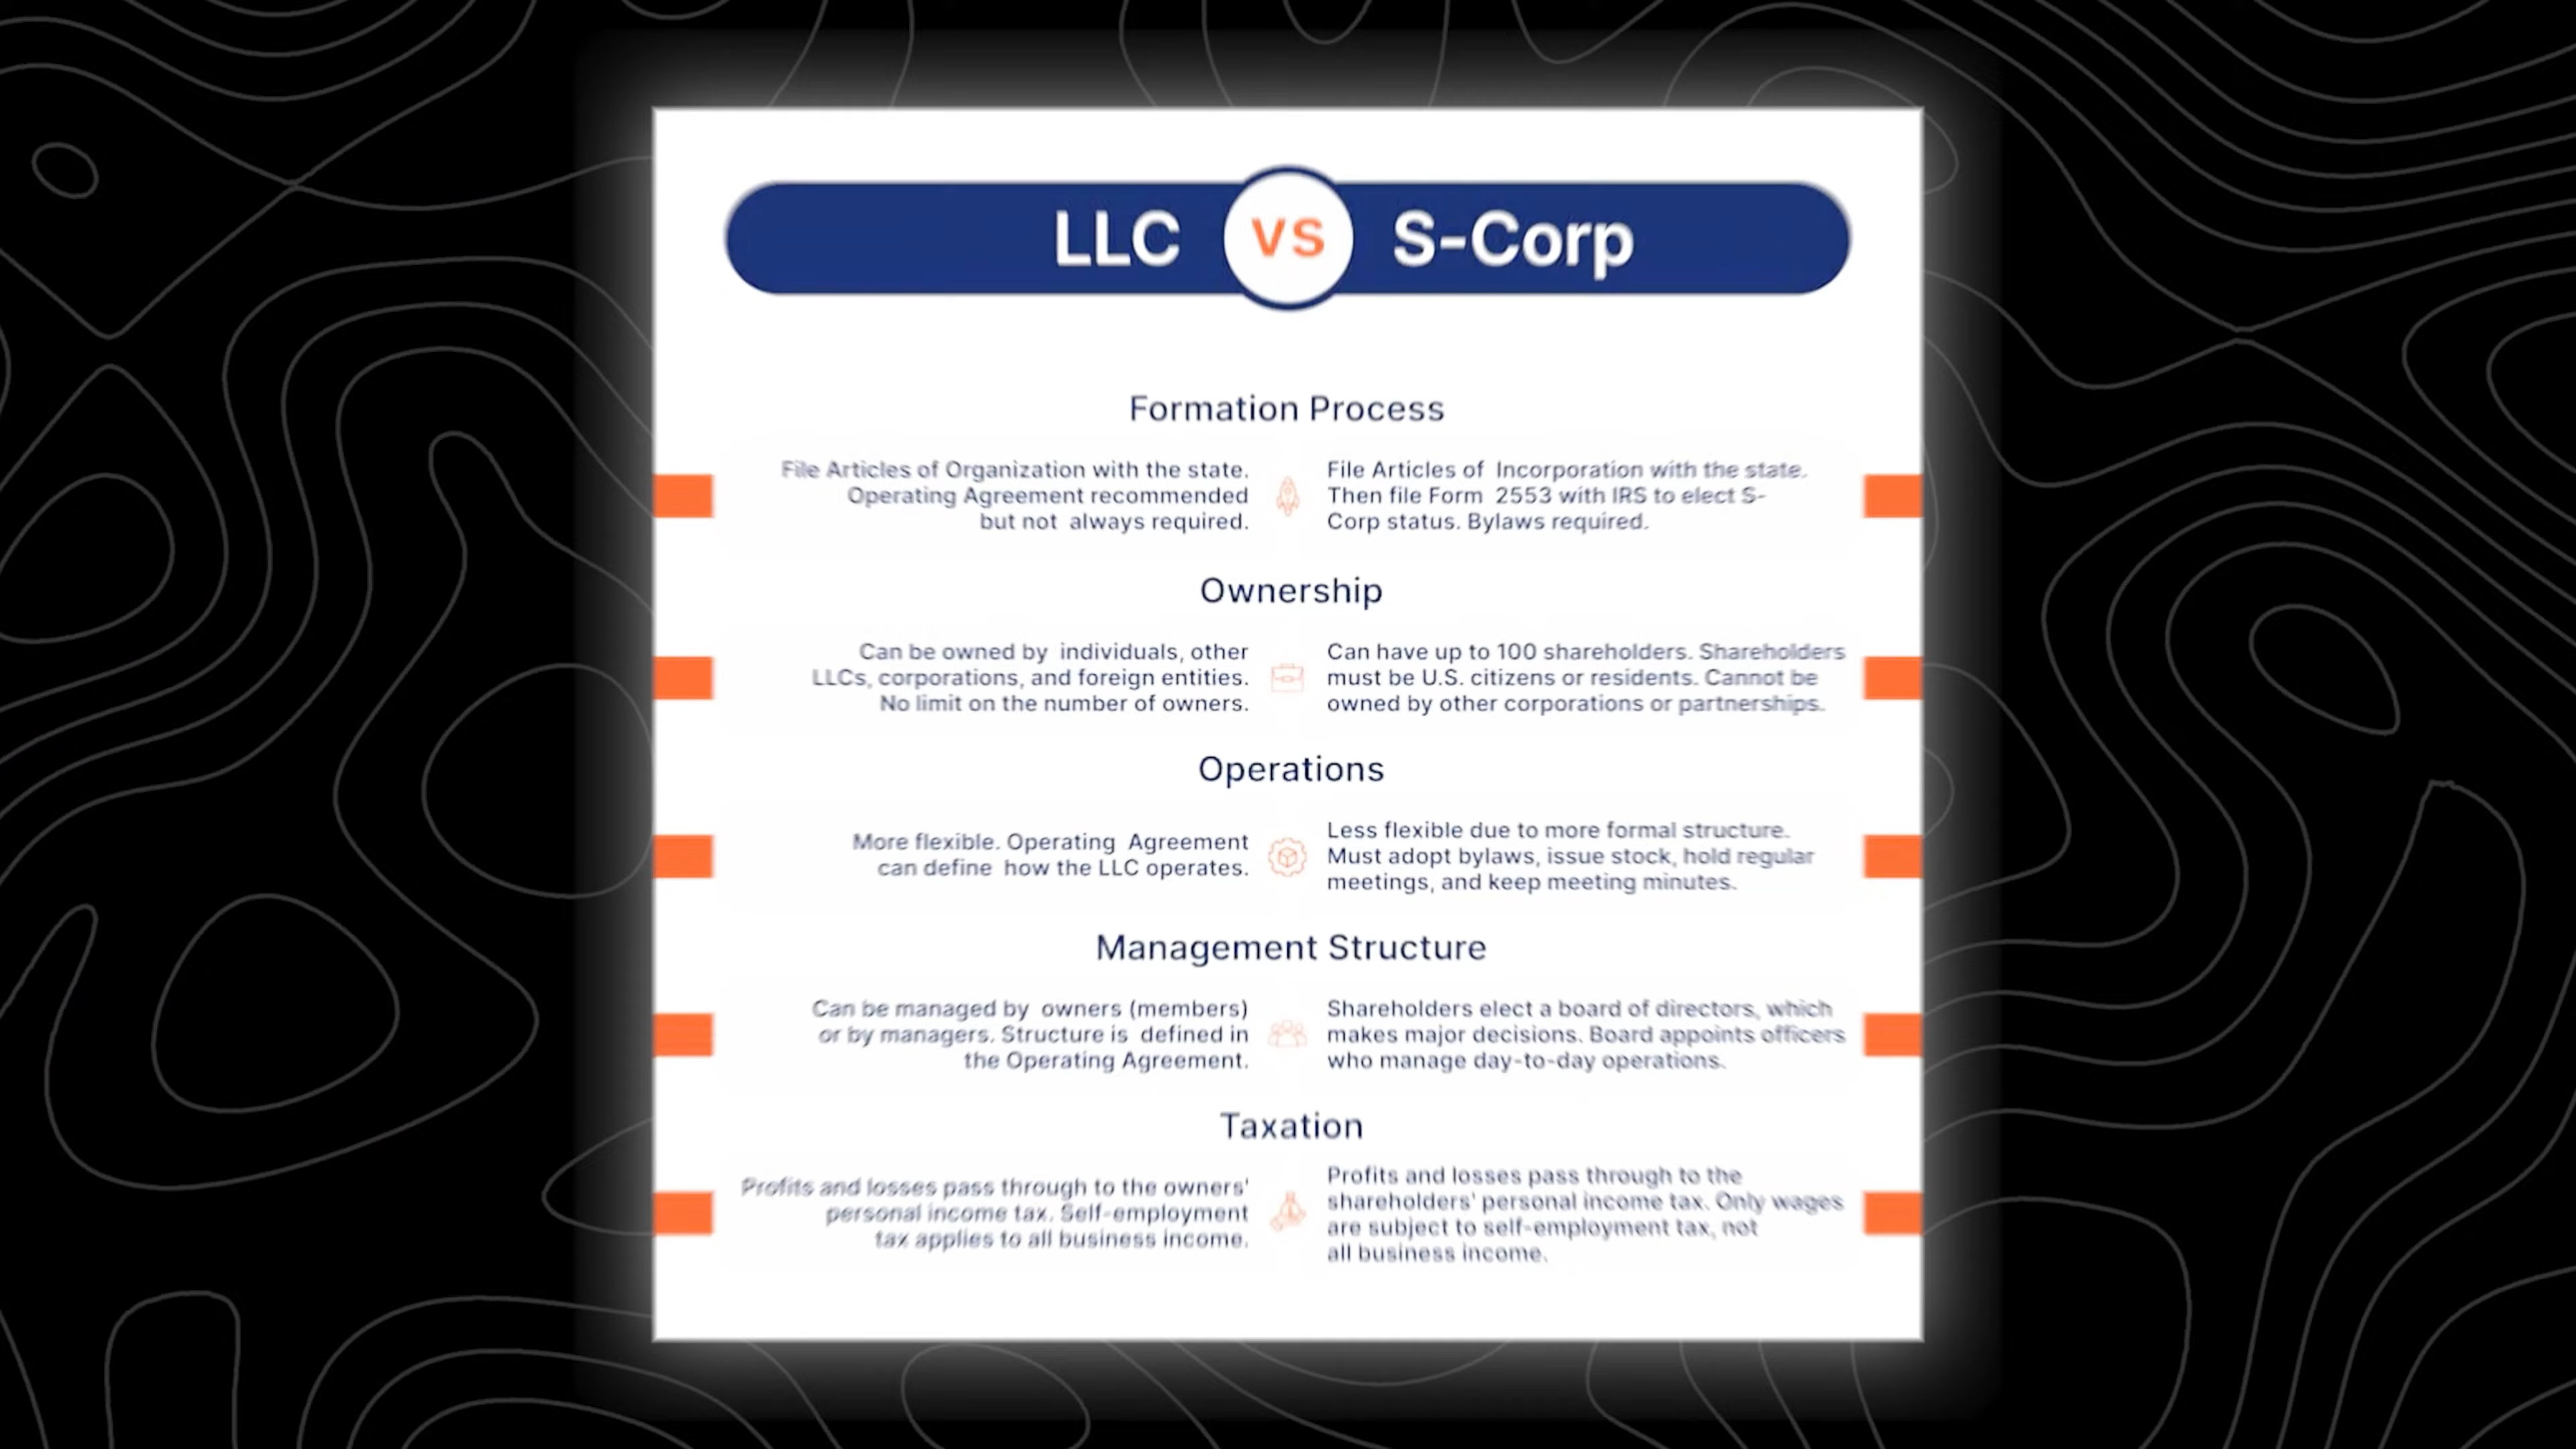 LLC VS S-Corp
Formation Process
File Articles of Organization with the state.
Operating Agreement recommended
but not always required.
File Articles of Incorporation with the state.
Then file Form 2553 with IRS to elect S-
Corp status. Bylaws required.
Ownership
Can be owned by individuals, other
LLCs, corporations, and foreign entities.
No limit on the number of owners.
Can have up to 100 shareholders. Shareholders
must be U.S. citizens or residents. Cannot be
owned by other corporations or partnerships.
Operations
More flexible. Operating Agreement
can define how the LLC operates.
Less flexible due to more formal structure.
Must adopt bylaws, issue stock, hold regular
meetings, and keep meeting minutes.
Management Structure
Can be managed by owners (members)
or by managers. Structure is defined in
the Operating Agreement.
Shareholders elect a board of directors, which
makes major decisions. Board appoints officers
who manage day-to-day operations.
Taxation
Profits and losses pass through to the owners'
personal income tax. Self-employment
tax applies to all business income.
Profits and losses pass through to the
shareholders' personal income tax. Only wages
are subject to self-employment tax, not
all business income.